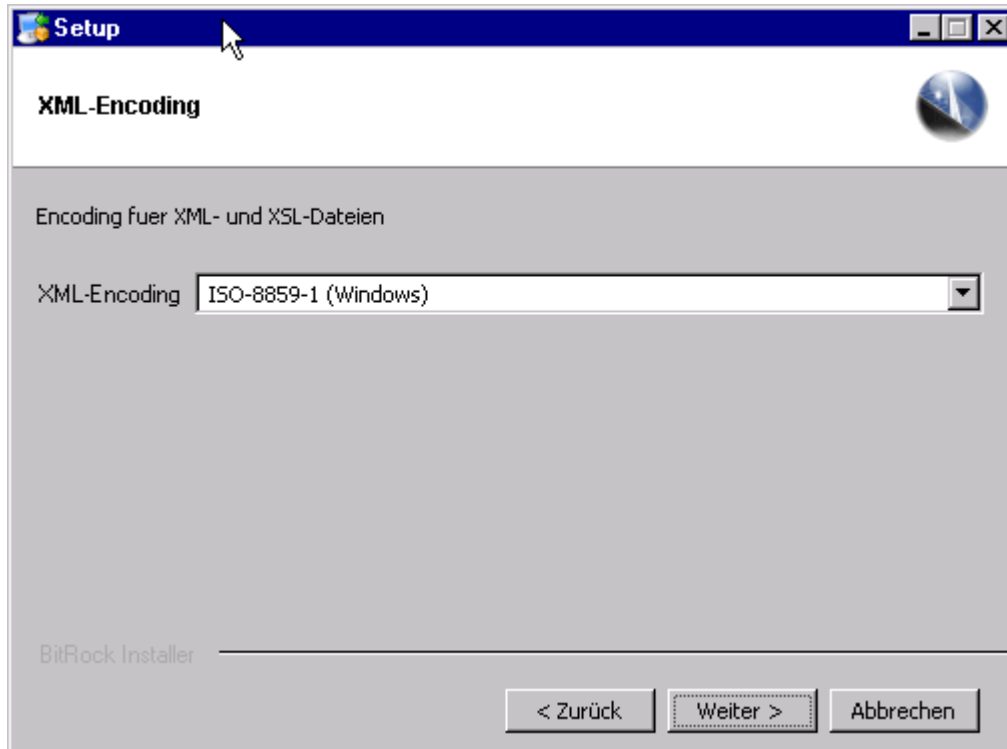 Setup
XML-Encoding
Encoding fuer XML- und XSL-Dateien
XML-Encoding ISO-8859-1 (Windows)
BitRock Installer
< Zurück Weiter > Abbrechen